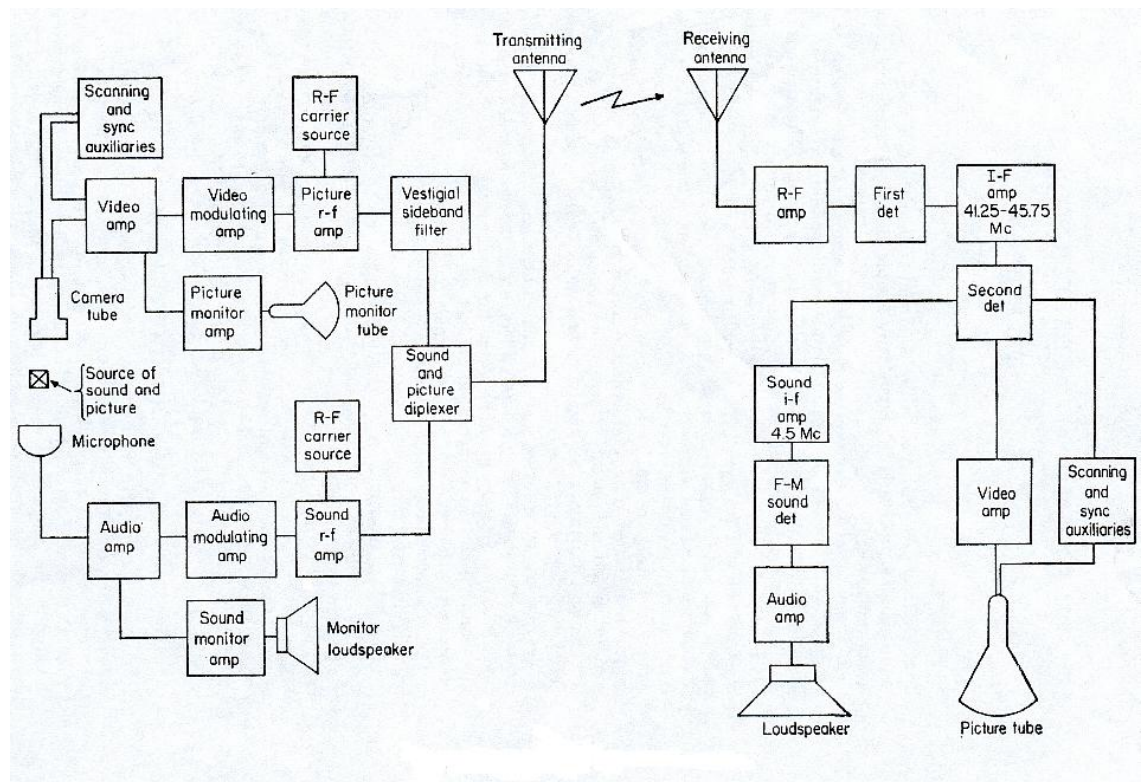 Transmitting
antenna
Receiving
antenna
Scanning
and
sync
auxiliaries
R-F
carrier
source
Video
amp
Video
modulating
amp
Picture
r-f
amp
Vestigial
sideband
filter
R-F
amp
First
det
I-F
amp
41.25-45.75
Mc
Camera
tube
Picture
monitor
amp
Picture
monitor
tube
Second
det
Source of
sound and
picture
Sound
and
picture
diplexer
Microphone
R-F
carrier
source
Sound
i-f
amp
4.5 Mc
Audio
amp
Audio
modulating
amp
Sound
r-f
amp
F-M
sound
det
Video
amp
Scanning
and
sync
auxiliaries
Sound
monitor
amp
Monitor
loudspeaker
Audio
amp
Loudspeaker
Picture tube